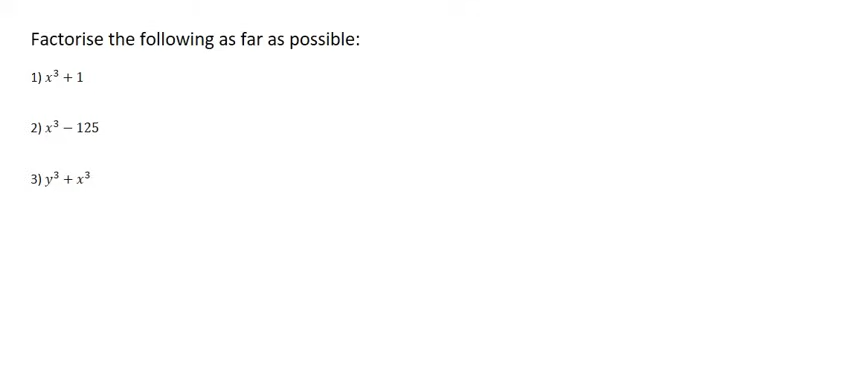 Factorise the following as far as possible:
1) x³ + 1
2) x³ − 125
3) y³ + x³